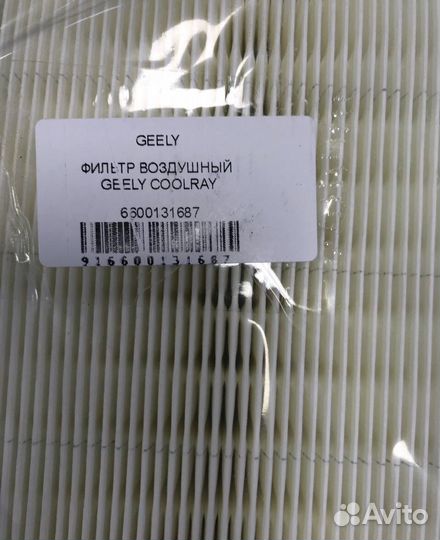 GEELY
ФИЛЬТР ВОЗДУШНЫЙ
GEELY COOLRAY
6600131687
916600131687
Avito